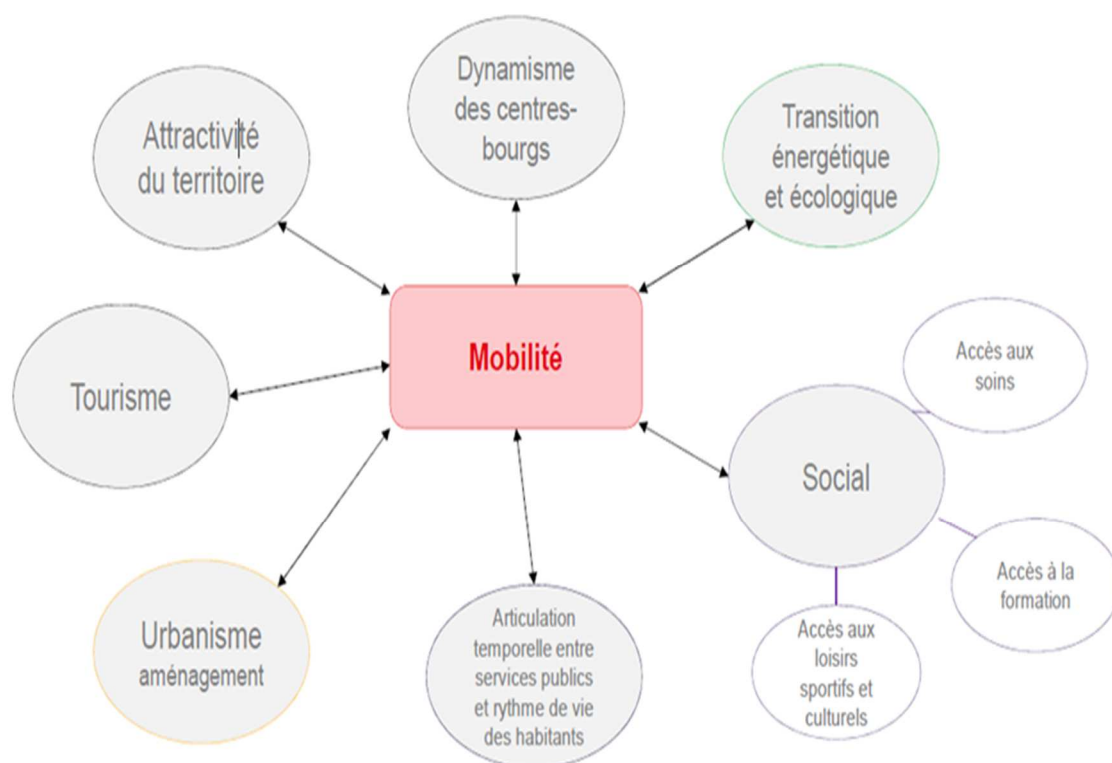 Dynamisme
des centres-
bourgs
Attractivité
du territoire
Transition
énergétique
et écologique
Mobilité
Accès aux
soins
Tourisme
Social
Accès à la
formation
Urbanisme
aménagement
Articulation
temporelle entre
services publics
et rythme de vie
des habitants
Accès aux
loisirs
sportifs et
culturels